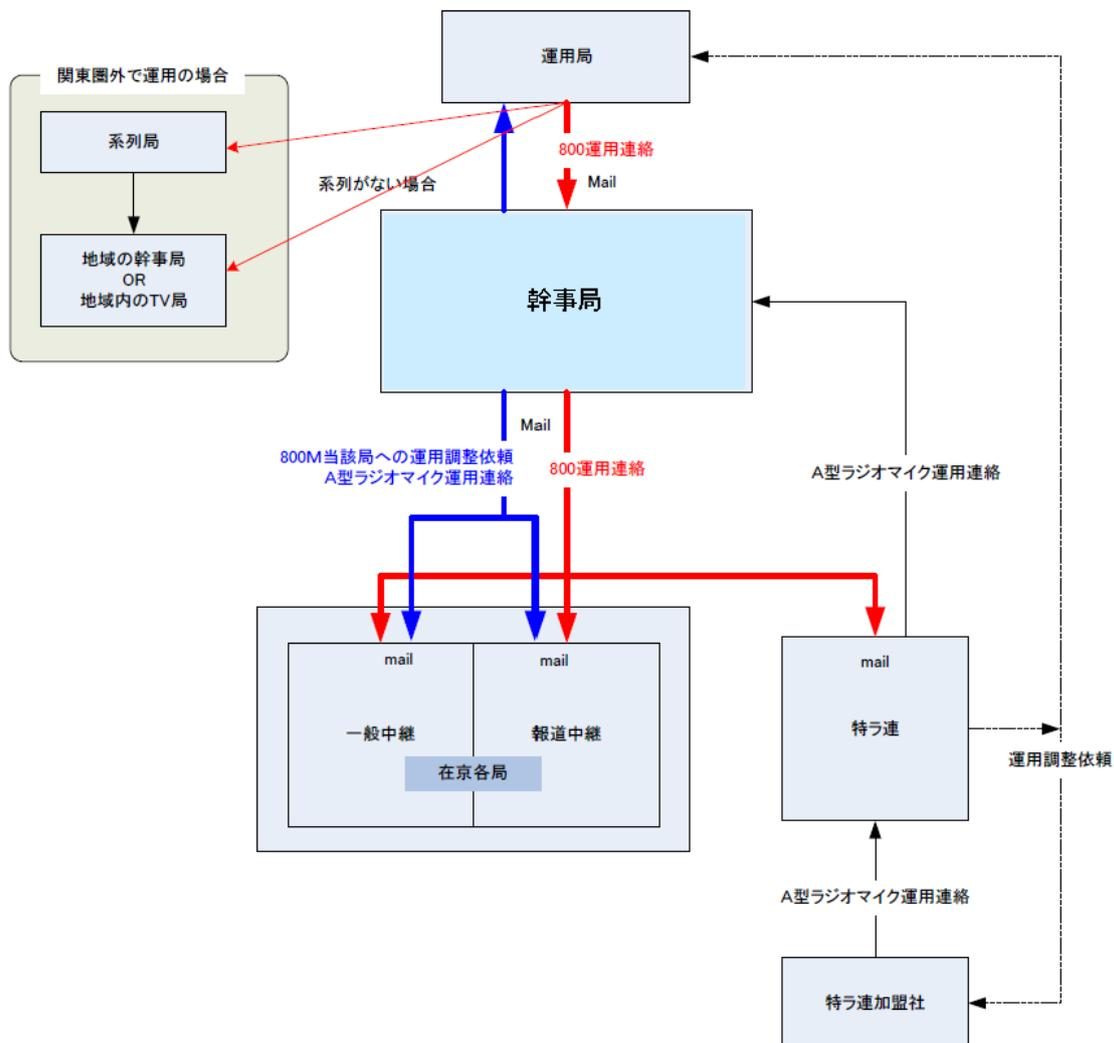 運用局
関東圏外で運用の場合
系列局
800運用連絡
系列がない場合
Mail
地域の幹事局
OR
地域内のTV局
幹事局
Mail
800M当該局への運用調整依頼
A型ラジオマイク運用連絡
800運用連絡
A型ラジオマイク運用連絡
mail
mail
mail
一般中継
報道中継
特ラ連
在京各局
運用調整依頼
A型ラジオマイク運用連絡
特ラ連加盟社